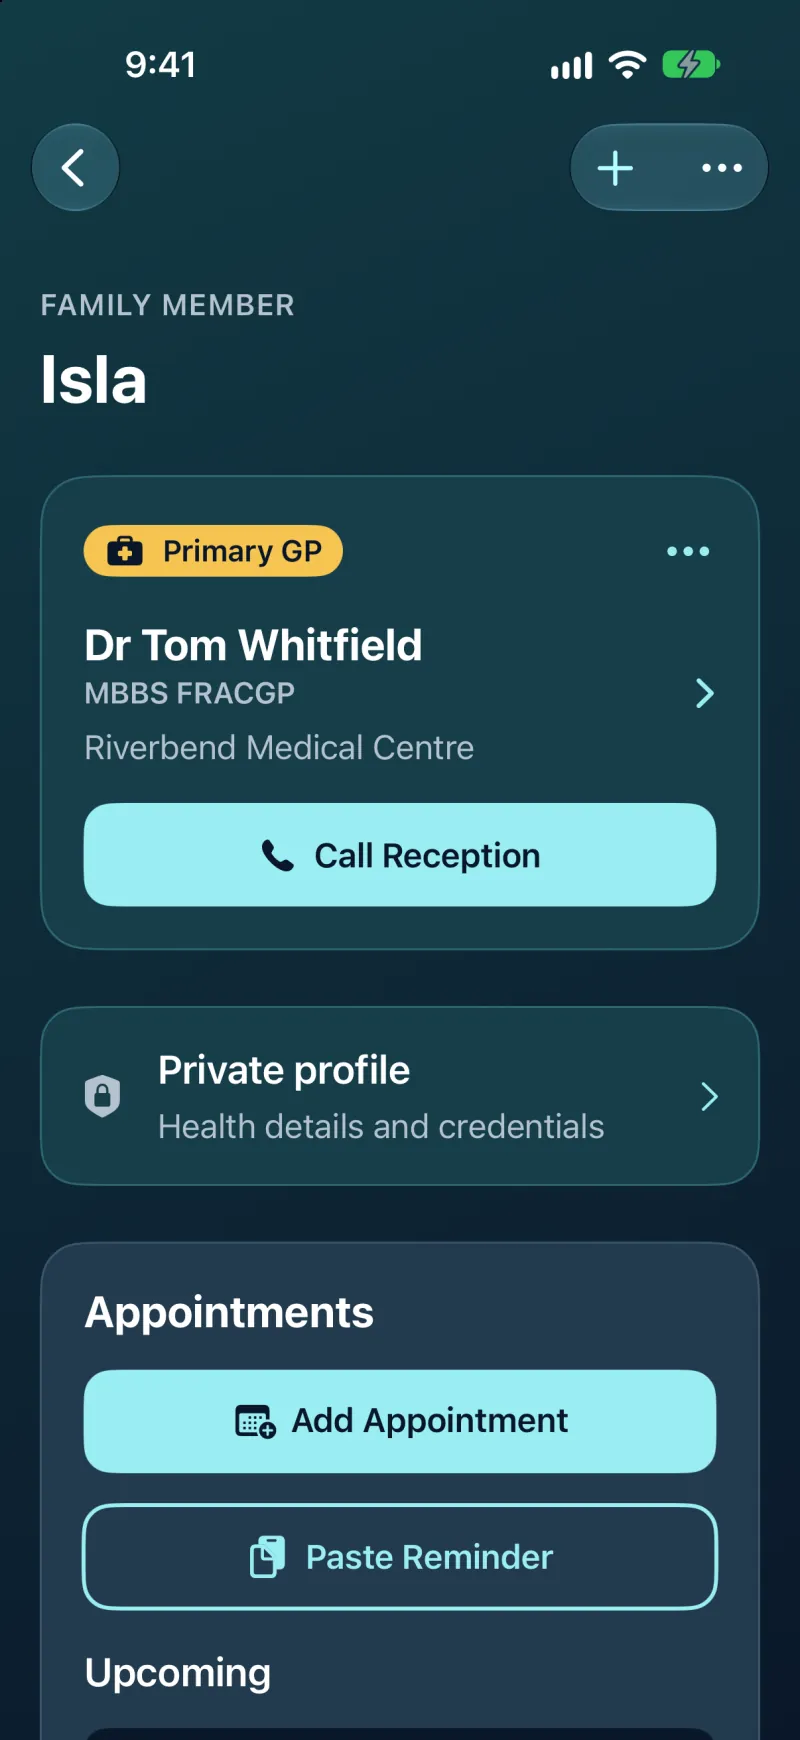 9:41
FAMILY MEMBER
Isla
Primary GP
Dr Tom Whitfield
MBBS FRACGP
Riverbend Medical Centre
Call Reception
Private profile
Health details and credentials
Appointments
Add Appointment
Paste Reminder
Upcoming